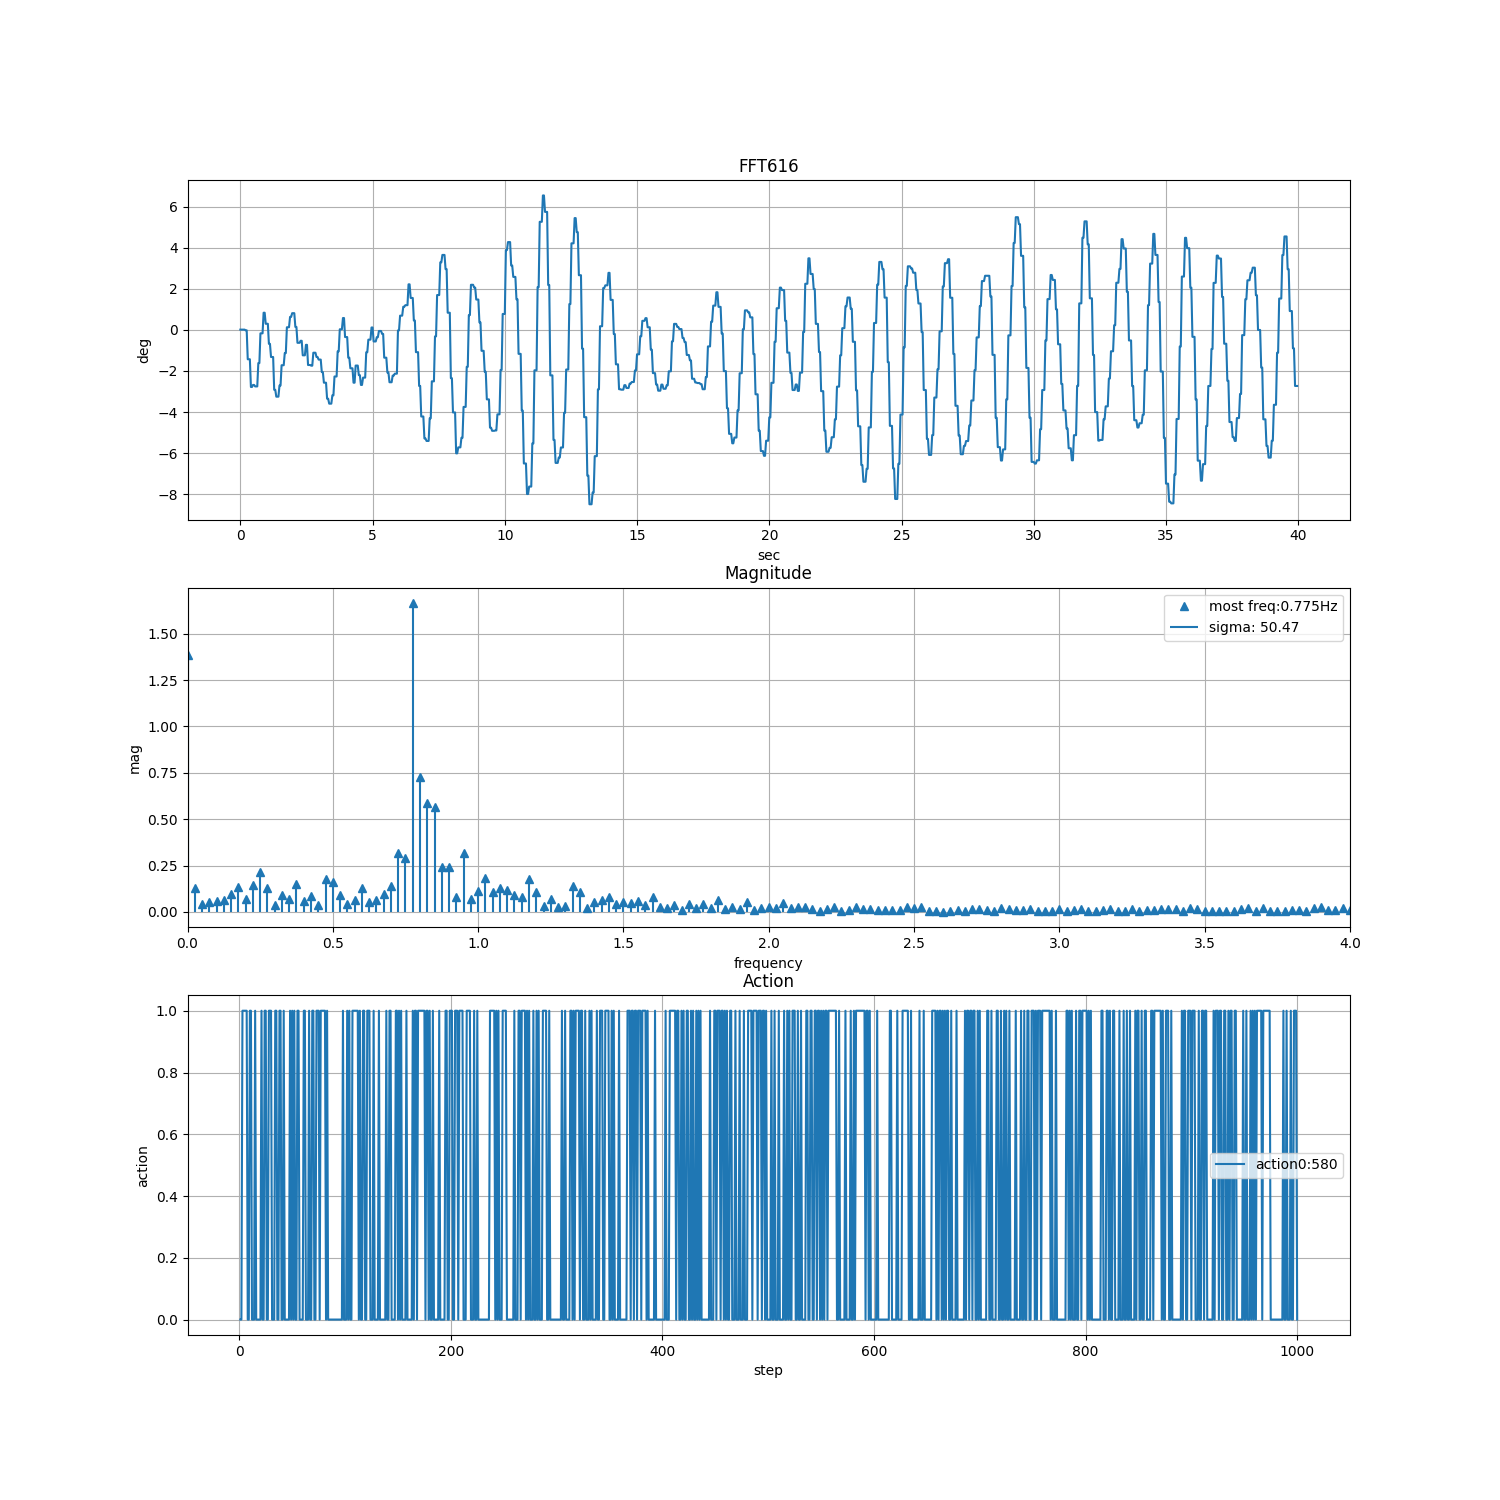 FFT616
6
4
2
0
−2
−4
−6
−8
deg
0 5 10 15 20 25 30 35 40
sec
Magnitude
most freq:0.775Hz
sigma: 50.47
1.50
1.25
1.00
0.75
0.50
0.25
0.00
mag
0.0 0.5 1.0 1.5 2.0 2.5 3.0 3.5 4.0
frequency
Action
1.0
0.8
0.6
0.4
0.2
0.0
action
action0:580
0 200 400 600 800 1000
step